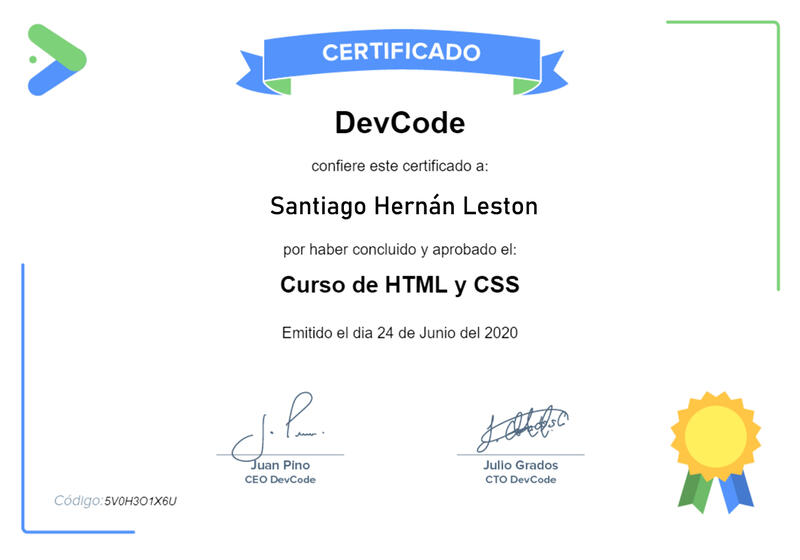 CERTIFICADO
DevCode
confiere este certificado a:
Santiago Hernán Leston
por haber concluido y aprobado el:
Curso de HTML y CSS
Emitido el dia 24 de Junio del 2020
Juan Pino
CEO DevCode
Julio Grados
CTO DevCode
Código: 5V0H3O1X6U